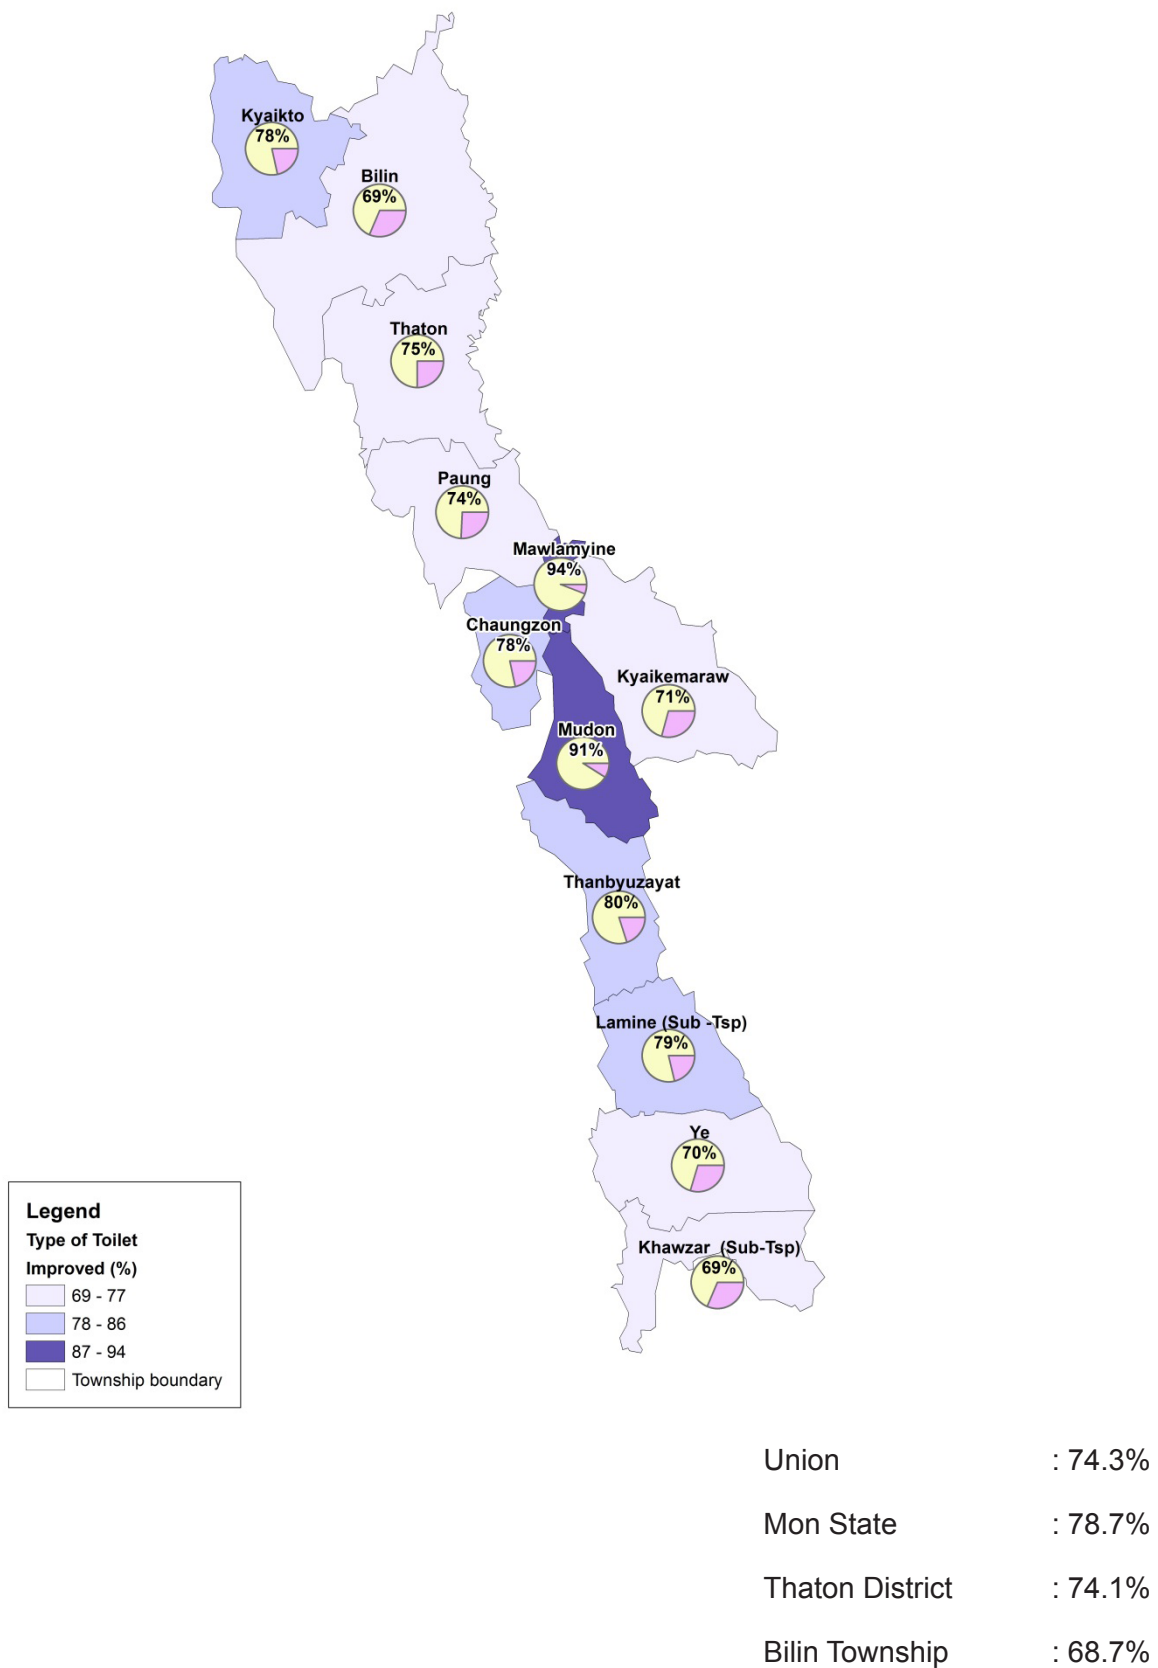 Kyaikto
78%
Bilin
69%
Thaton
75%
Paung
74%
Mawlamyine
94%
Chaungzon
78%
Kyaikemaraw
71%
Mudon
91%
Thanbyuzayat
80%
Lamine (Sub -Tsp)
79%
Ye
70%
Khawzar (Sub-Tsp)
69%
Legend
Type of Toilet
Improved (%)
69 - 77
78 - 86
87 - 94
Township boundary
Union : 74.3%
Mon State : 78.7%
Thaton District : 74.1%
Bilin Township : 68.7%